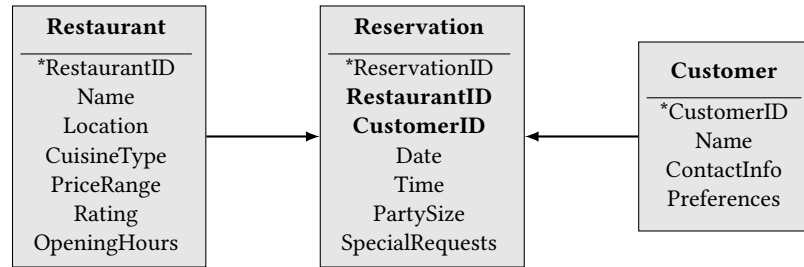 Restaurant
*RestaurantID
Name
Location
CuisineType
PriceRange
Rating
OpeningHours
Reservation
*ReservationID
RestaurantID
CustomerID
Date
Time
PartySize
SpecialRequests
Customer
*CustomerID
Name
ContactInfo
Preferences